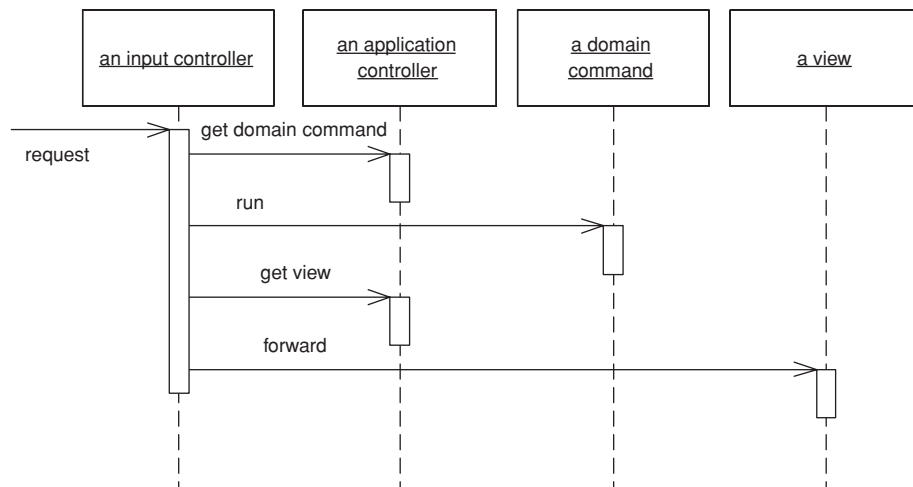 an input controller
an application
controller
a domain
command
a view
get domain command
request
run
get view
forward